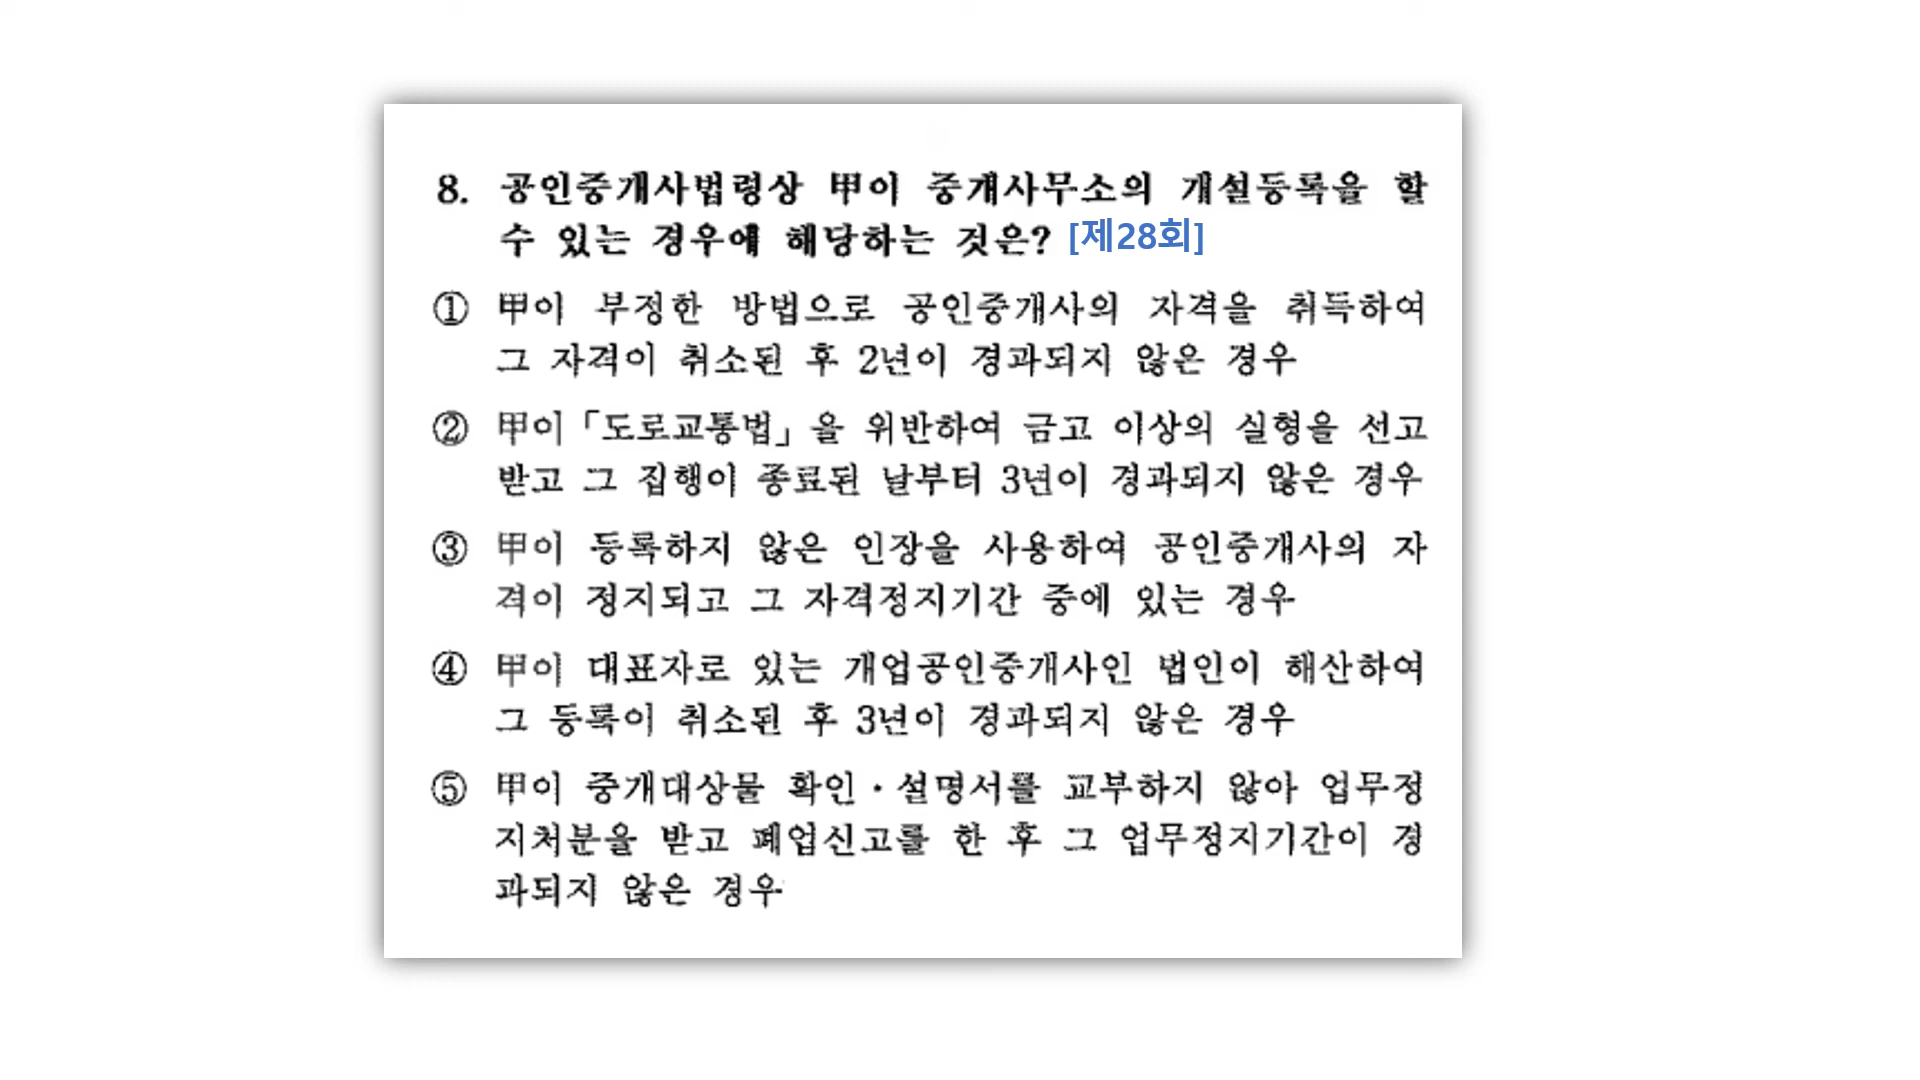 8. 공인중개사법령상 甲이 중개사무소의 개설등록을 할
수 있는 경우에 해당하는 것은? [제28회]
① 甲이 부정한 방법으로 공인중개사의 자격을 취득하여
그 자격이 취소된 후 2년이 경과되지 않은 경우
② 甲이「도로교통법」을 위반하여 금고 이상의 실형을 선고
받고 그 집행이 종료된 날부터 3년이 경과되지 않은 경우
③ 甲이 등록하지 않은 인장을 사용하여 공인중개사의 자
격이 정지되고 그 자격정지기간 중에 있는 경우
④ 甲이 대표자로 있는 개업공인중개사인 법인이 해산하여
그 등록이 취소된 후 3년이 경과되지 않은 경우
⑤ 甲이 중개대상물 확인・설명서를 교부하지 않아 업무정
지처분을 받고 폐업신고를 한 후 그 업무정지기간이 경
과되지 않은 경우